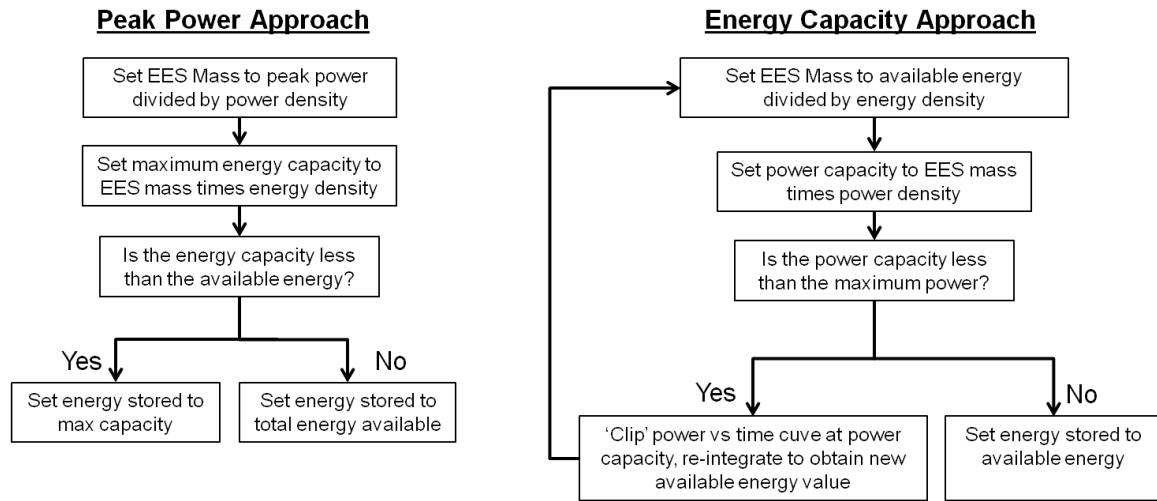 Peak Power Approach
Set EES Mass to peak power
divided by power density
Set maximum energy capacity to
EES mass times energy density
Is the energy capacity less
than the available energy?
Yes
No
Set energy stored to
max capacity
Set energy stored to
total energy available
Energy Capacity Approach
Set EES Mass to available energy
divided by energy density
Set power capacity to EES mass
times power density
Is the power capacity less
than the maximum power?
Yes
No
‘Clip’ power vs time cuve at power
capacity, re-integrate to obtain new
available energy value
Set energy stored to
available energy